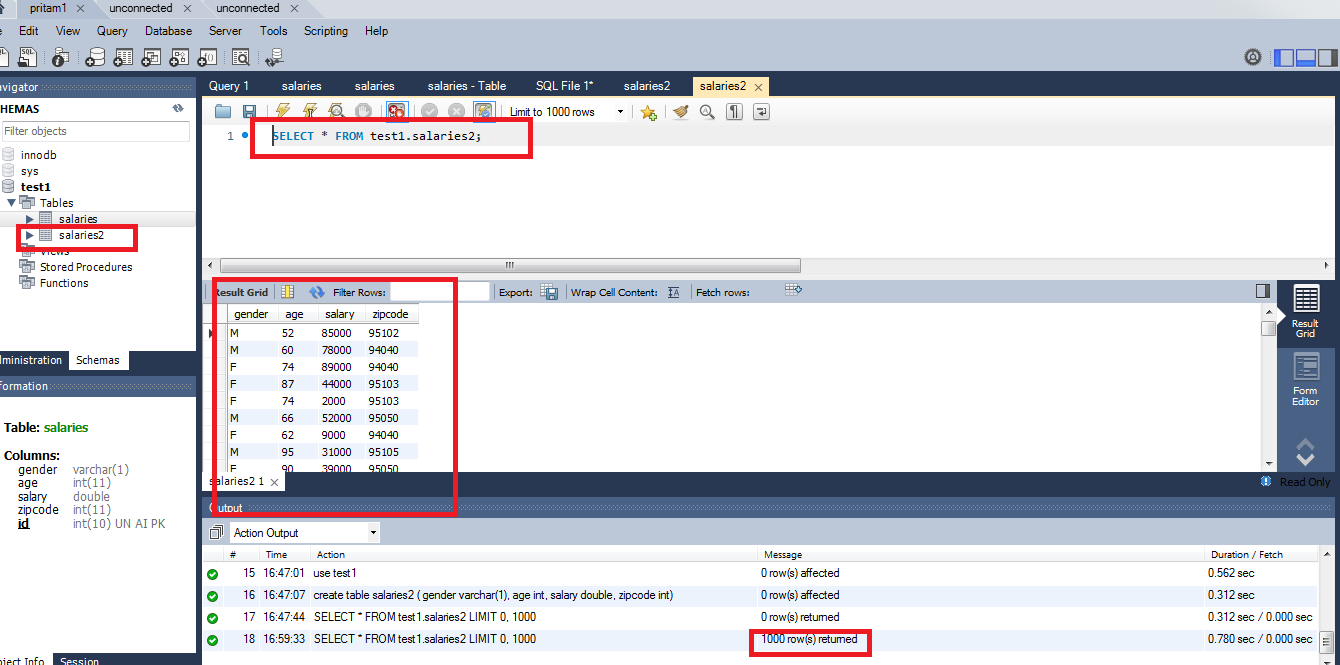 pritam1 unconnected unconnected
Edit View Query Database Server Tools Scripting Help
avigator
HEMAS
Filter objects
innodb
sys
test1
Tables
salaries
salaries2
Views
Stored Procedures
Functions
dministration Schemas
formation
Table: salaries
Columns:
gender varchar(1)
age int(11)
salary double
zipcode int(11)
id int(10) UN AI PK
bject Info Session
Query 1 salaries salaries salaries - Table SQL File 1* salaries2 salaries2
Limit to 1000 rows
1 SELECT * FROM test1.salaries2;
Result Grid Filter Rows: Export: Wrap Cell Content: Fetch rows:
gender age salary zipcode
M 52 85000 95102
M 60 78000 94040
F 74 89000 94040
F 87 44000 95103
F 74 2000 95103
M 66 52000 95050
F 62 9000 94040
M 95 31000 95105
F 90 39000 95050
Result
Grid
Form
Editor
salaries2 1
Read Only
Output
Action Output
# Time Action Message Duration / Fetch
15 16:47:01 use test1 0 row(s) affected 0.562 sec
16 16:47:07 create table salaries2 ( gender varchar(1), age int, salary double, zipcode int) 0 row(s) affected 0.312 sec
17 16:47:44 SELECT * FROM test1.salaries2 LIMIT 0, 1000 0 row(s) returned 0.312 sec / 0.000 sec
18 16:59:33 SELECT * FROM test1.salaries2 LIMIT 0, 1000 1000 row(s) returned 0.780 sec / 0.000 sec